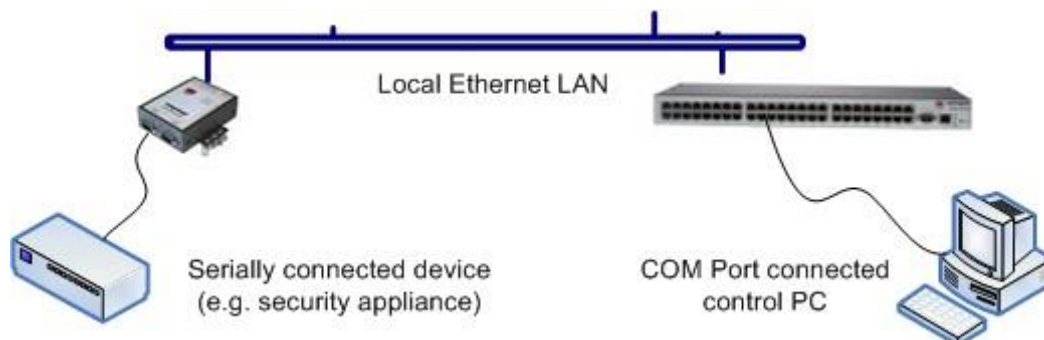 Local Ethernet LAN
Serially connected device
(e.g. security appliance)
COM Port connected
control PC